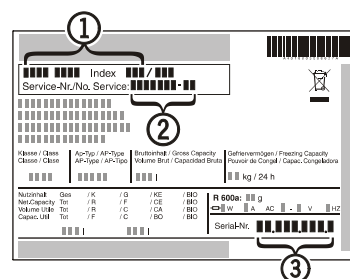 1
Index /
Service-Nr./No. Service: -
2
Klasse / Class Ap-Typ / AP-Type Bruttoinhalt / Gross Capacity Gefriervermögen / Freezing Capacity
Classe / Clase AP-Type / AP-Tipo Volume Brut / Capacidad Bruta Pouvoir de Congel / Capac. Congeladora
l kg / 24 h
Nutzinhalt Ges / K / G / KE / BIO
Net.Capacity Tot / R / F / CE / BIO
Volume Utile Tot / R / C / CA / BIO
Capac. Util Tot / F / C / BO / BIO
l l
R 600a: g
W A AC - V HZ
Serial-Nr.
3